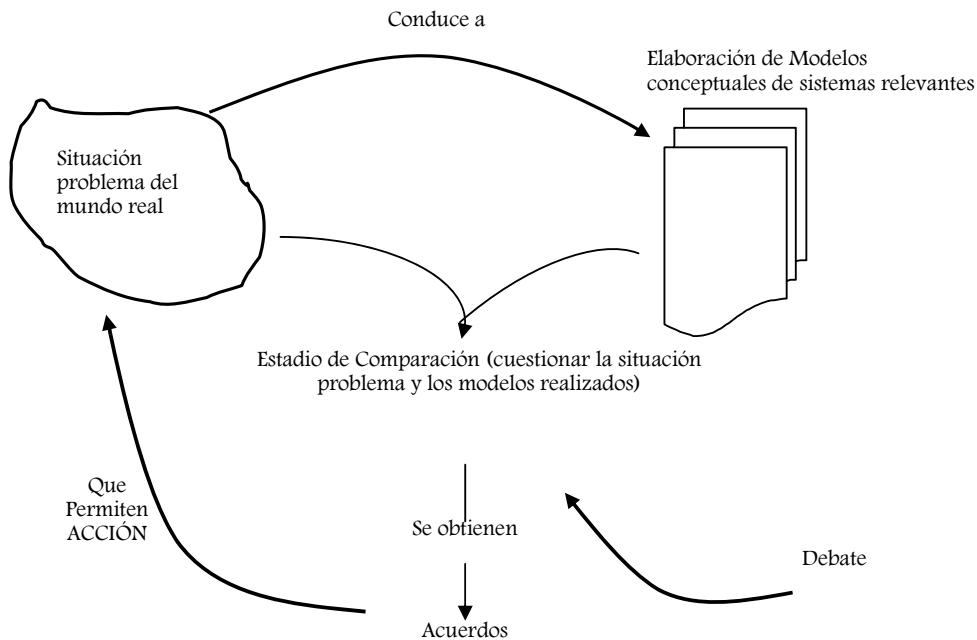 Conduce a
Elaboración de Modelos
conceptuales de sistemas relevantes
Situación
problema del
mundo real
Estadio de Comparación (cuestionar la situación
problema y los modelos realizados)
Que
Permiten
ACCIÓN
Se obtienen
Debate
Acuerdos